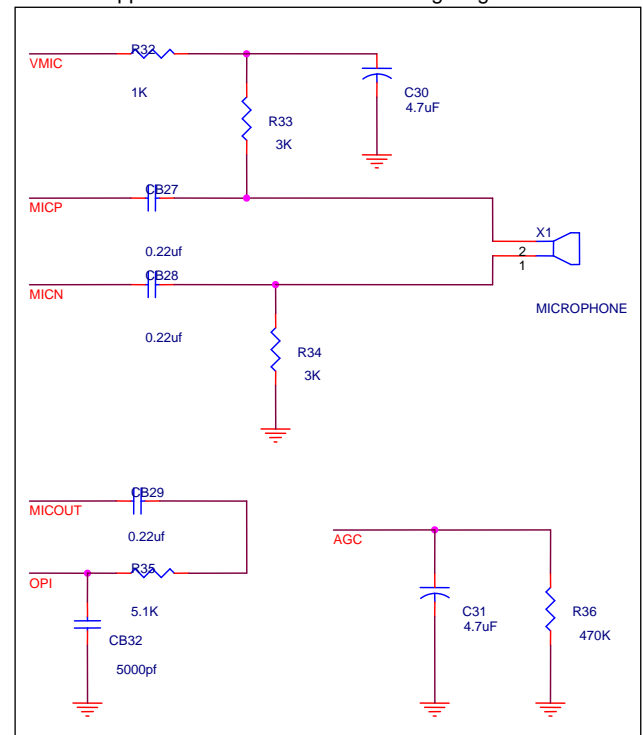 R32
VMIC
1K
C30
4.7uF
R33
3K
CB27
MICP
0.22uf
X1
2
1
CB28
MICN
0.22uf
MICROPHONE
R34
3K
CB29
MICOUT
0.22uf
AGC
R35
OPI
5.1K
CB32
5000pf
C31
4.7uF
R36
470K